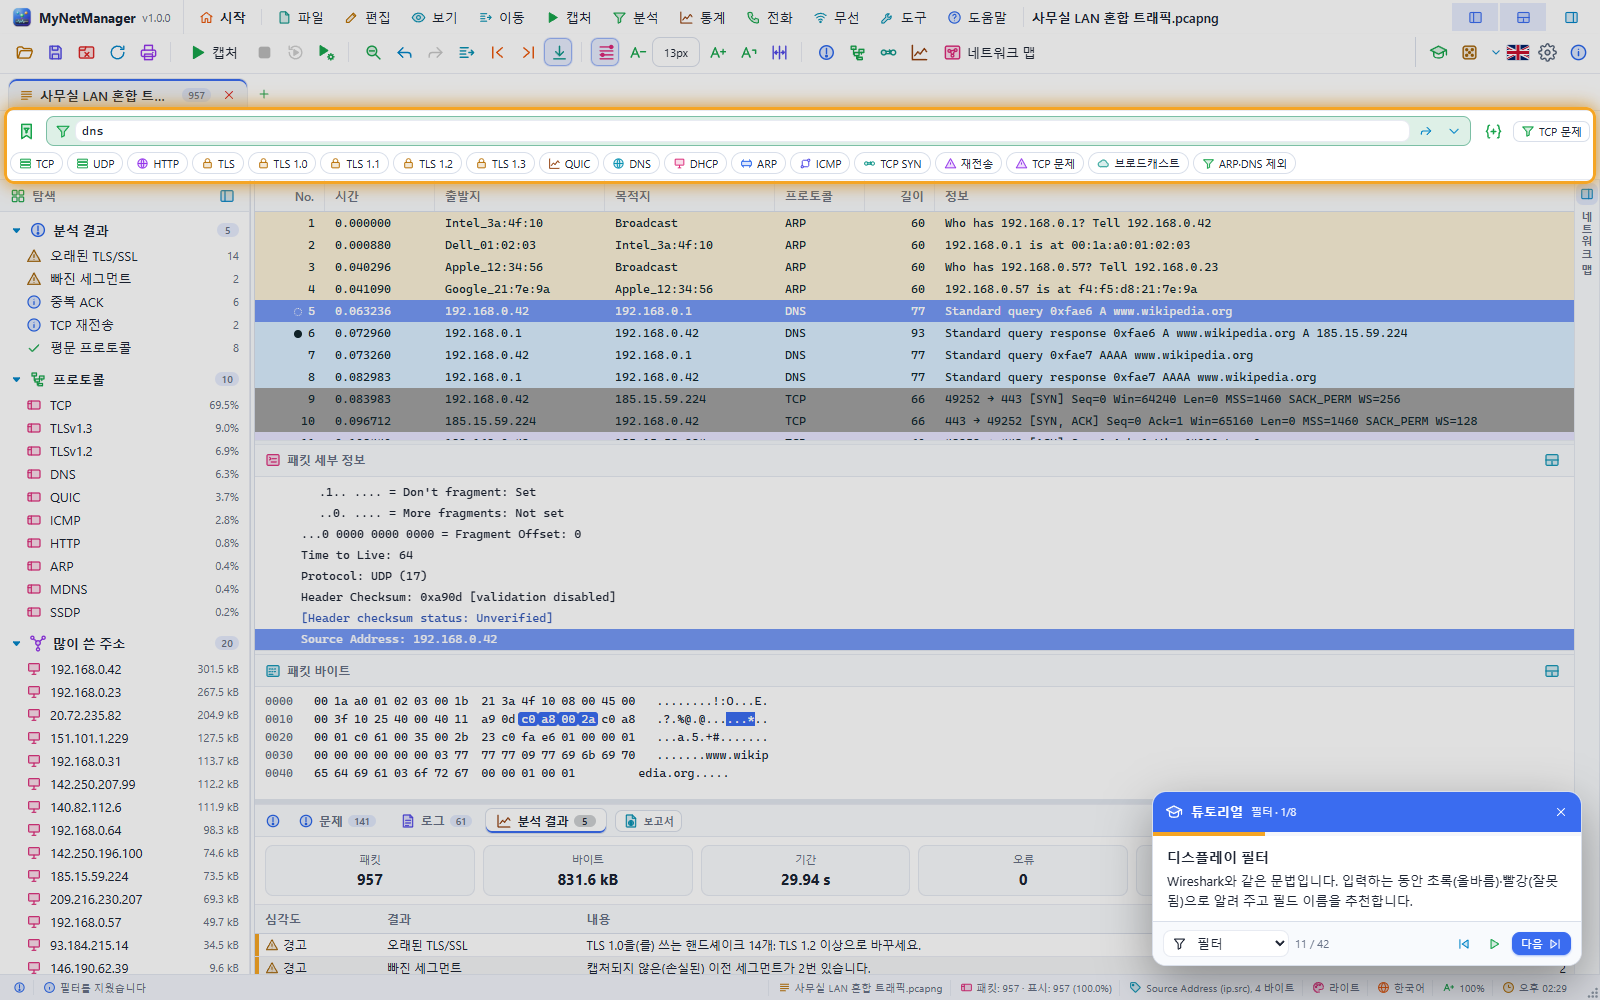 MyNetManager v1.0.0 시작 파일 편집 보기 이동 캡처 분석 통계 전화 무선 도구 도움말 사무실 LAN 혼합 트래픽.pcapng
캡처 A− 13px A+ 네트워크 맵
사무실 LAN 혼합 트... 957
dns TCP 문제
TCP UDP HTTP TLS TLS 1.0 TLS 1.1 TLS 1.2 TLS 1.3 QUIC DNS DHCP ARP ICMP TCP SYN 재전송 TCP 문제 브로드캐스트 ARP·DNS 제외
탐색
분석 결과 5
오래된 TLS/SSL 14
빠진 세그먼트 2
중복 ACK 6
TCP 재전송 2
평문 프로토콜 8
프로토콜 10
TCP 69.5%
TLSv1.3 9.0%
TLSv1.2 6.9%
DNS 6.3%
QUIC 3.7%
ICMP 2.8%
HTTP 0.8%
ARP 0.4%
MDNS 0.4%
SSDP 0.2%
많이 쓴 주소 20
192.168.0.42 301.5 kB
192.168.0.23 267.5 kB
20.72.235.82 204.9 kB
151.101.1.229 127.5 kB
192.168.0.31 113.7 kB
142.250.207.99 112.2 kB
140.82.112.6 111.9 kB
192.168.0.64 98.3 kB
142.250.196.100 74.6 kB
185.15.59.224 73.5 kB
209.216.230.207 69.3 kB
192.168.0.57 49.7 kB
93.184.215.14 34.5 kB
146.190.62.39 9.6 kB
No. 시간 출발지 목적지 프로토콜 길이 정보
1 0.000000 Intel_3a:4f:10 Broadcast ARP 60 Who has 192.168.0.1? Tell 192.168.0.42
2 0.000880 Dell_01:02:03 Intel_3a:4f:10 ARP 60 192.168.0.1 is at 00:1a:a0:01:02:03
3 0.040296 Apple_12:34:56 Broadcast ARP 60 Who has 192.168.0.57? Tell 192.168.0.23
4 0.041090 Google_21:7e:9a Apple_12:34:56 ARP 60 192.168.0.57 is at f4:f5:d8:21:7e:9a
5 0.063236 192.168.0.42 192.168.0.1 DNS 77 Standard query 0xfae6 A www.wikipedia.org
6 0.072960 192.168.0.1 192.168.0.42 DNS 93 Standard query response 0xfae6 A www.wikipedia.org A 185.15.59.224
7 0.073260 192.168.0.42 192.168.0.1 DNS 77 Standard query 0xfae7 AAAA www.wikipedia.org
8 0.082983 192.168.0.1 192.168.0.42 DNS 77 Standard query response 0xfae7 AAAA www.wikipedia.org
9 0.083983 192.168.0.42 185.15.59.224 TCP 66 49252 → 443 [SYN] Seq=0 Win=64240 Len=0 MSS=1460 SACK_PERM WS=256
10 0.096712 185.15.59.224 192.168.0.42 TCP 66 443 → 49252 [SYN, ACK] Seq=0 Ack=1 Win=65160 Len=0 MSS=1460 SACK_PERM WS=128
네트워크 맵
패킷 세부 정보
.1.. .... = Don't fragment: Set
..0. .... = More fragments: Not set
...0 0000 0000 0000 = Fragment Offset: 0
Time to Live: 64
Protocol: UDP (17)
Header Checksum: 0xa90d [validation disabled]
[Header checksum status: Unverified]
Source Address: 192.168.0.42
패킷 바이트
0000 00 1a a0 01 02 03 00 1b 21 3a 4f 10 08 00 45 00 ........!:O...E.
0010 00 3f 10 25 40 00 40 11 a9 0d c0 a8 00 2a c0 a8 .?.%@.@......*..
0020 00 01 c0 61 00 35 00 2b 23 c0 fa e6 01 00 00 01 ...a.5.+#.......
0030 00 00 00 00 00 00 03 77 77 77 09 77 69 6b 69 70 .......www.wikip
0040 65 64 69 61 03 6f 72 67 00 00 01 00 01 edia.org.....
문제 141 로그 61 분석 결과 5 보고서
패킷 957
바이트 831.6 kB
기간 29.94 s
오류 0
심각도 결과 내용
경고 오래된 TLS/SSL TLS 1.0을(를) 쓰는 핸드셰이크 14개: TLS 1.2 이상으로 바꾸세요.
경고 빠진 세그먼트 캡처되지 않은(손실된) 이전 세그먼트가 2번 있습니다. 2
튜토리얼 필터 · 1/8
디스플레이 필터
Wireshark와 같은 문법입니다. 입력하는 동안 초록(올바름)·빨강(잘못
됨)으로 알려 주고 필드 이름을 추천합니다.
필터 11 / 42 다음
필터를 지웠습니다 사무실 LAN 혼합 트래픽.pcapng 패킷: 957 · 표시: 957 (100.0%) Source Address (ip.src), 4 바이트 라이트 한국어 100% 오후 02:29